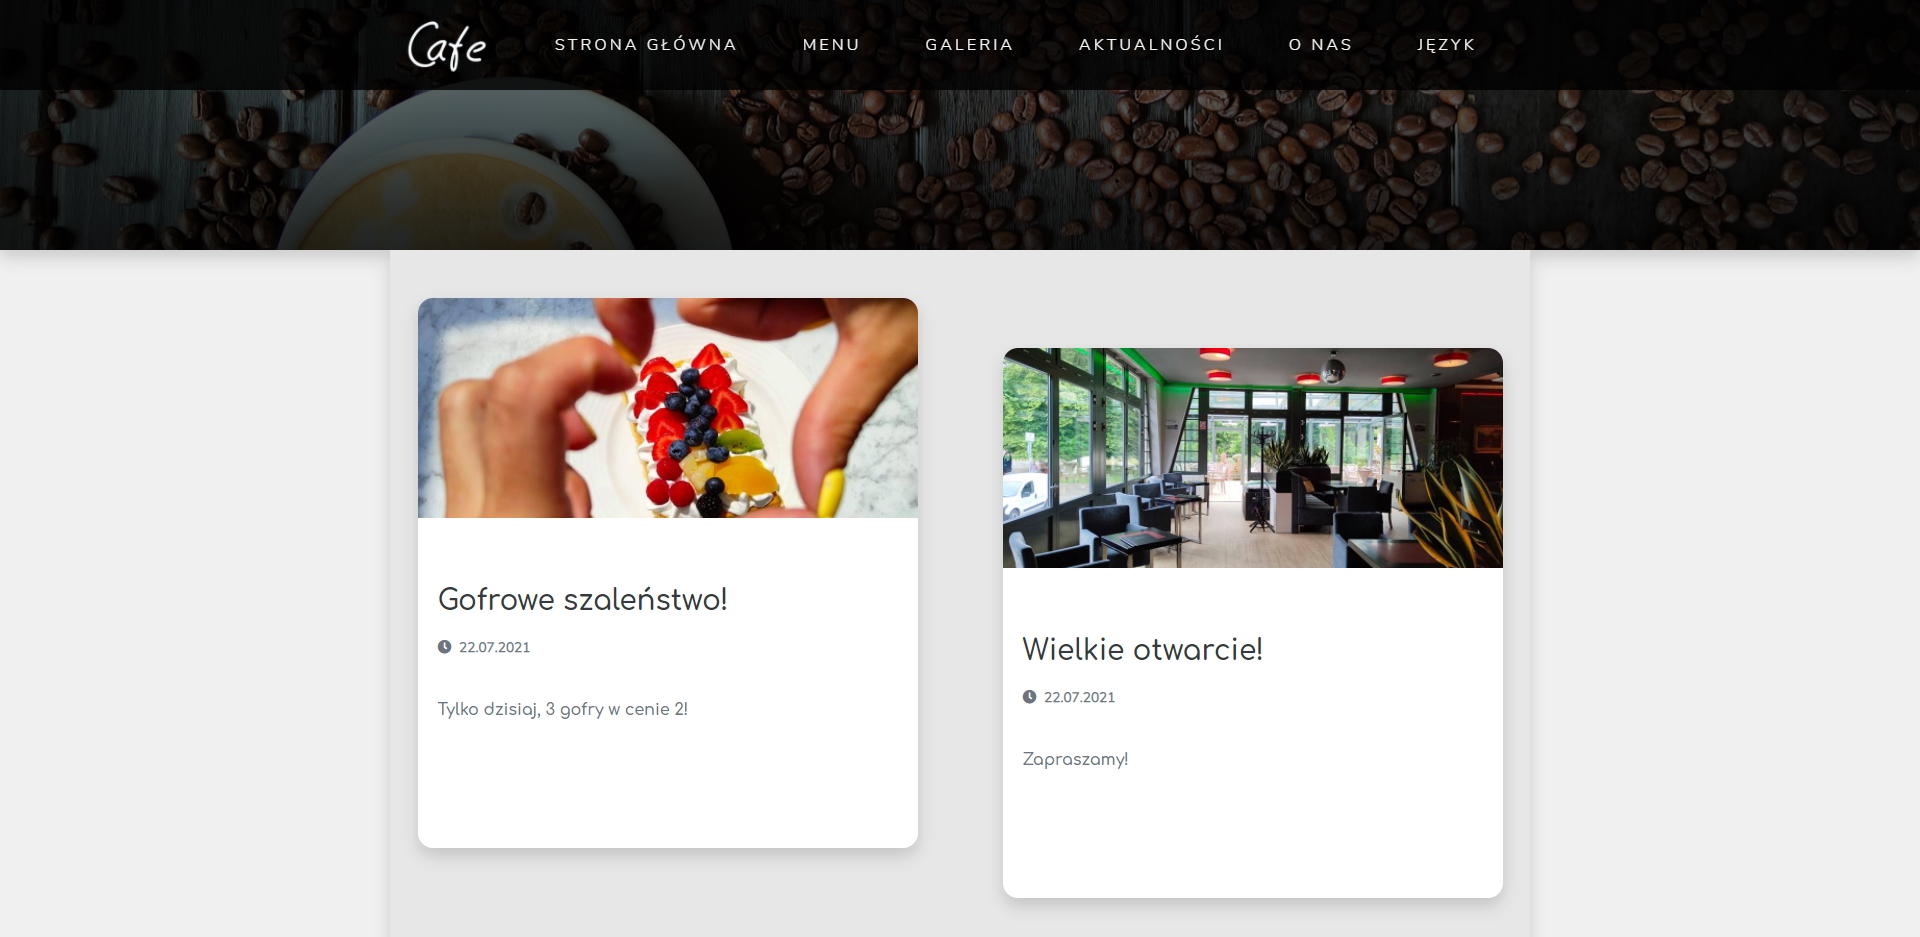 Cafe
STRONA GŁÓWNA
MENU
GALERIA
AKTUALNOŚCI
O NAS
JĘZYK
Gofrowe szaleństwo!
22.07.2021
Tylko dzisiaj, 3 gofry w cenie 2!
Wielkie otwarcie!
22.07.2021
Zapraszamy!